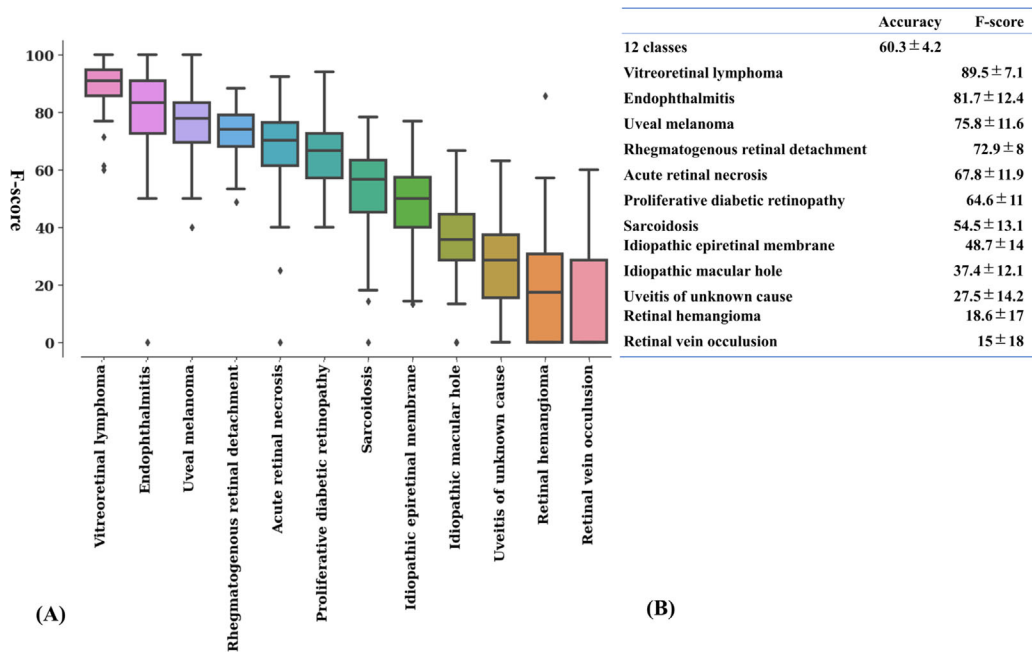 F-score
100
80
60
40
20
0
Vitreoretinal lymphoma
Endophthalmitis
Uveal melanoma
Rhegmatogenous retinal detachment
Acute retinal necrosis
Proliferative diabetic retinopathy
Sarcoidosis
Idiopathic epiretinal membrane
Idiopathic macular hole
Uveitis of unknown cause
Retinal hemangioma
Retinal vein occulusion
(A)
Accuracy F-score
12 classes 60.3±4.2
Vitreoretinal lymphoma 89.5±7.1
Endophthalmitis 81.7±12.4
Uveal melanoma 75.8±11.6
Rhegmatogenous retinal detachment 72.9±8
Acute retinal necrosis 67.8±11.9
Proliferative diabetic retinopathy 64.6±11
Sarcoidosis 54.5±13.1
Idiopathic epiretinal membrane 48.7±14
Idiopathic macular hole 37.4±12.1
Uveitis of unknown cause 27.5±14.2
Retinal hemangioma 18.6±17
Retinal vein occulusion 15±18
(B)